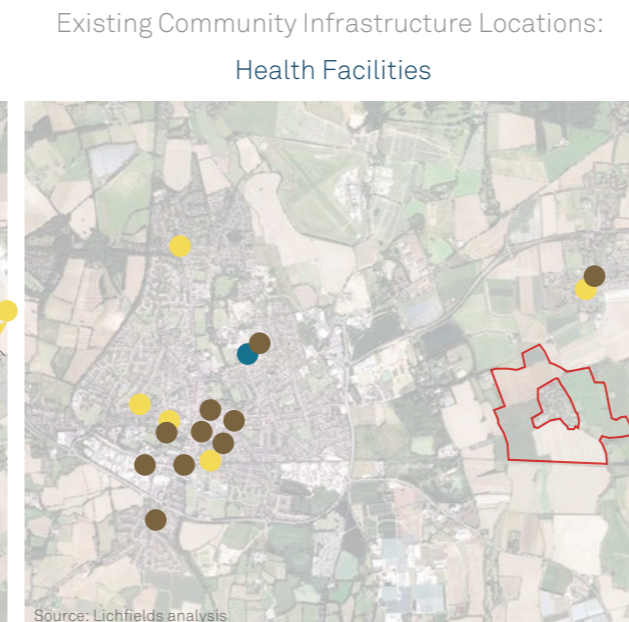 Existing Community Infrastructure Locations:
Health Facilities
Source: Lichfields analysis